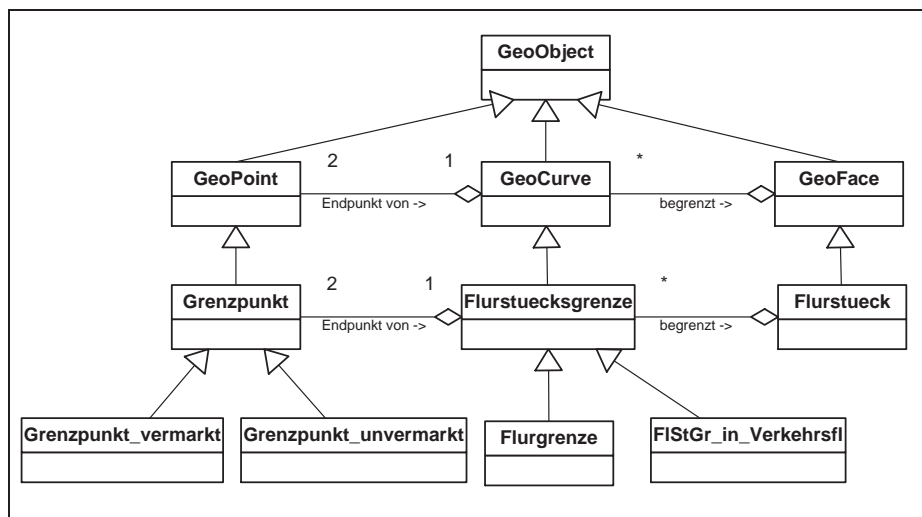 GeoObject
2
1
*
GeoPoint
GeoCurve
GeoFace
Endpunkt von ->
begrenzt ->
2
1
*
Grenzpunkt
Flurstuecksgrenze
Flurstueck
Endpunkt von ->
begrenzt ->
Grenzpunkt_vermarkt
Grenzpunkt_unvermarkt
Flurgrenze
FlStGr_in_Verkehrsfl